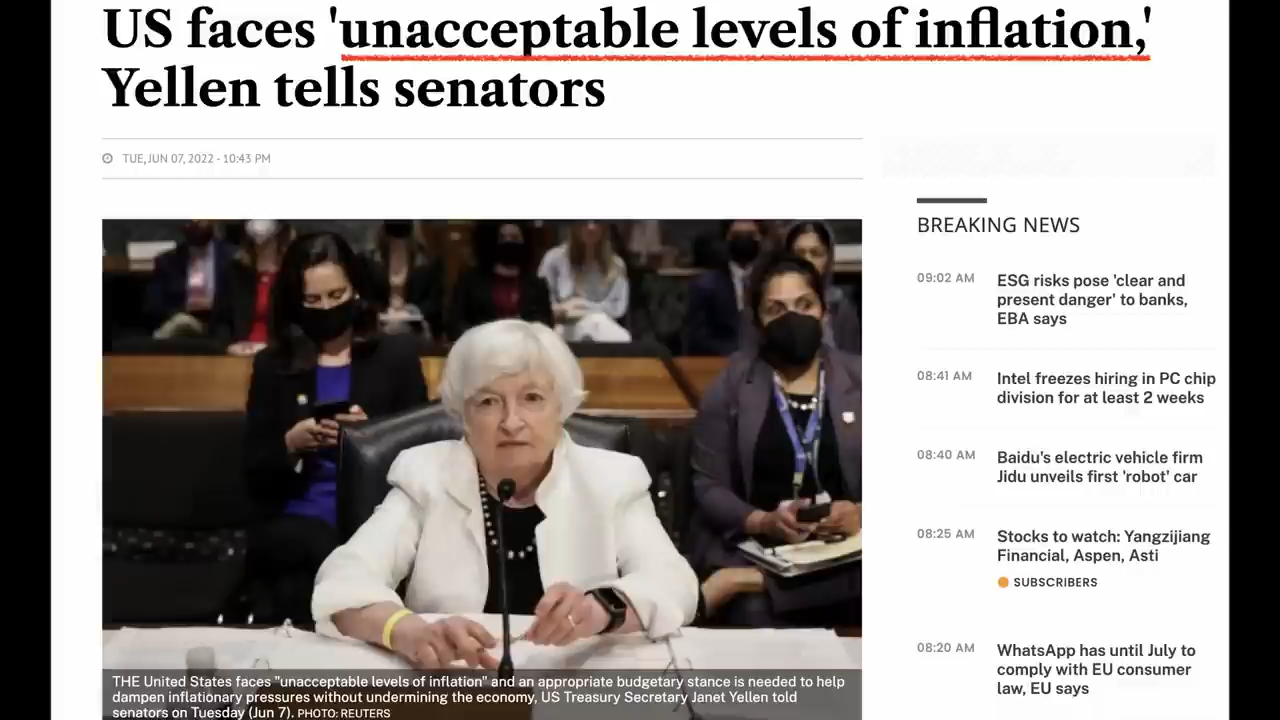 US faces 'unacceptable levels of inflation,'
Yellen tells senators
TUE, JUN 07, 2022 - 10:43 PM
THE United States faces "unacceptable levels of inflation" and an appropriate budgetary stance is needed to help
dampen inflationary pressures without undermining the economy, US Treasury Secretary Janet Yellen told
senators on Tuesday (Jun 7). PHOTO: REUTERS
BREAKING NEWS
09:02 AM
ESG risks pose 'clear and
present danger' to banks,
EBA says
08:41 AM
Intel freezes hiring in PC chip
division for at least 2 weeks
08:40 AM
Baidu's electric vehicle firm
Jidu unveils first 'robot' car
08:25 AM
Stocks to watch: Yangzijiang
Financial, Aspen, Asti
SUBSCRIBERS
08:20 AM
WhatsApp has until July to
comply with EU consumer
law, EU says